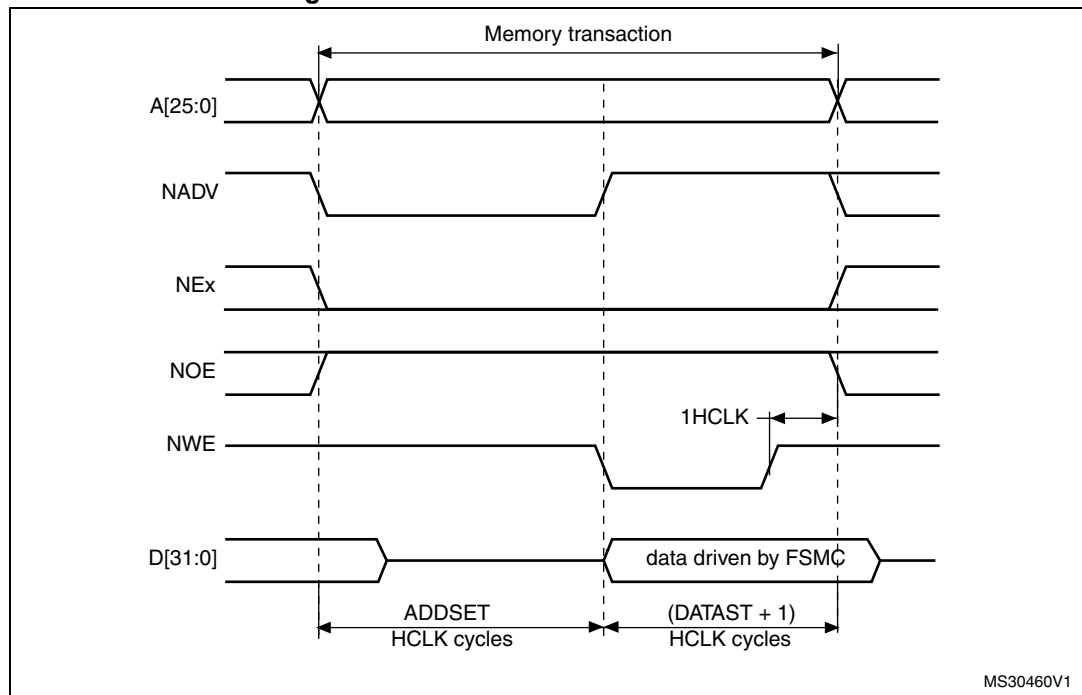 Memory transaction
A[25:0]
NADV
NEx
NOE
1HCLK
NWE
D[31:0]
data driven by FSMC
ADDSET
HCLK cycles
(DATAST + 1)
HCLK cycles
MS30460V1